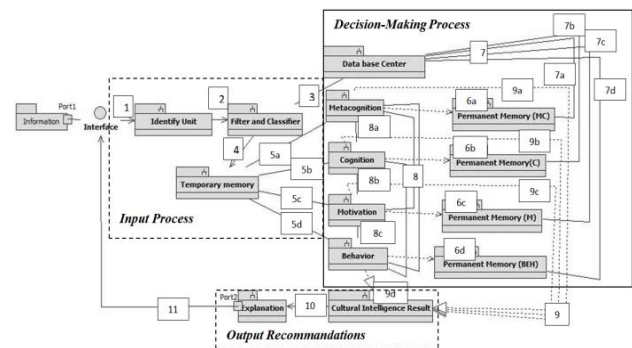 Decision-Making Process
7b
7c
7
Data base Center
7a
7d
Port1
Information
Interface
1
Identify Unit
2
Filter and Classifier
3
Metacognition
9a
6a
Permanent Memory (MC)
4
5a
8a
9b
Cognition
6b
Permanent Memory(C)
Temporary memory
5b
8b
8
9c
5c
Motivation
6c
Permanent Memory (M)
Input Process
5d
8c
Behavior
6d
Permanent Memory (BEH)
9d
11
Port2
Explanation
10
Cultural Intelligence Result
9
Output Recommandations